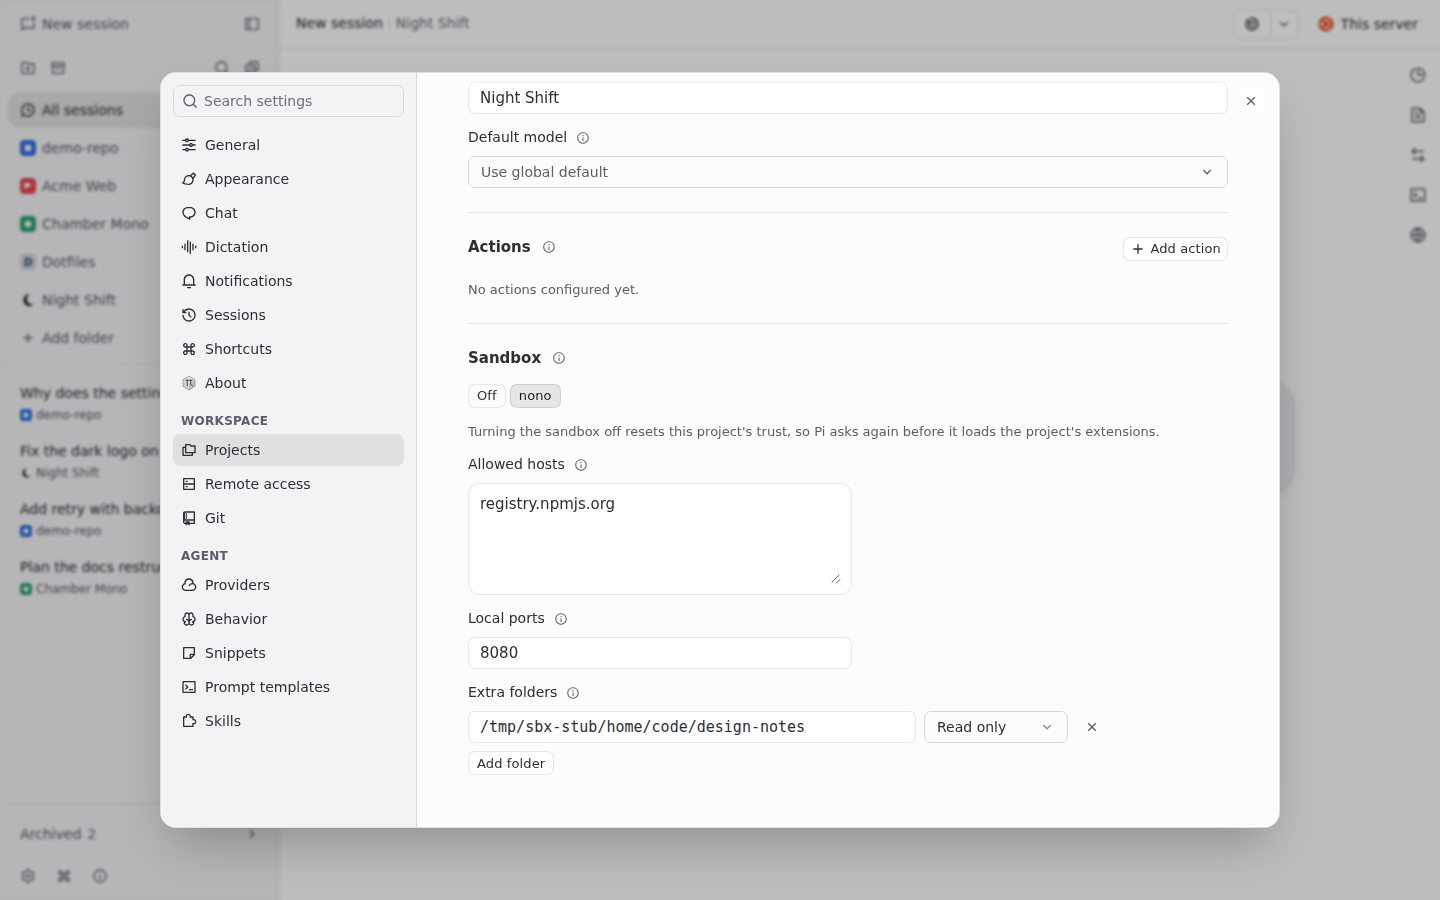 New session
New session | Night Shift
This server
All sessions
demo-repo
Acme Web
Chamber Mono
D Dotfiles
Night Shift
Add folder
Why does the settin
demo-repo
Fix the dark logo on
Night Shift
Add retry with backo
demo-repo
Plan the docs restru
Chamber Mono
Archived 2
Search settings
General
Appearance
Chat
Dictation
Notifications
Sessions
Shortcuts
About
WORKSPACE
Projects
Remote access
Git
AGENT
Providers
Behavior
Snippets
Prompt templates
Skills
Night Shift
Default model
Use global default
Actions
Add action
No actions configured yet.
Sandbox
Off nono
Turning the sandbox off resets this project's trust, so Pi asks again before it loads the project's extensions.
Allowed hosts
registry.npmjs.org
Local ports
8080
Extra folders
/tmp/sbx-stub/home/code/design-notes Read only
Add folder